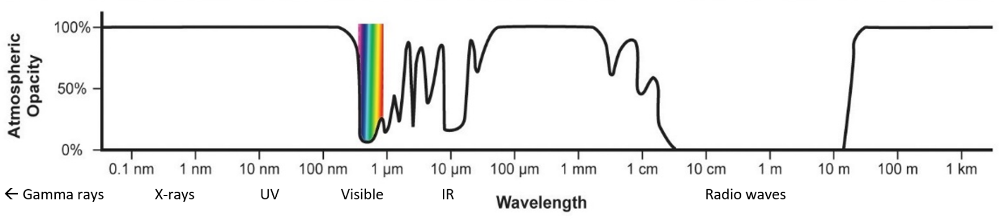 Atmospheric
Opacity
100%
50%
0%
0.1 nm 1 nm 10 nm 100 nm 1 µm 10 µm 100 µm 1 mm 1 cm 10 cm 1 m 10 m 100 m 1 km
← Gamma rays X-rays UV Visible IR Radio waves
Wavelength